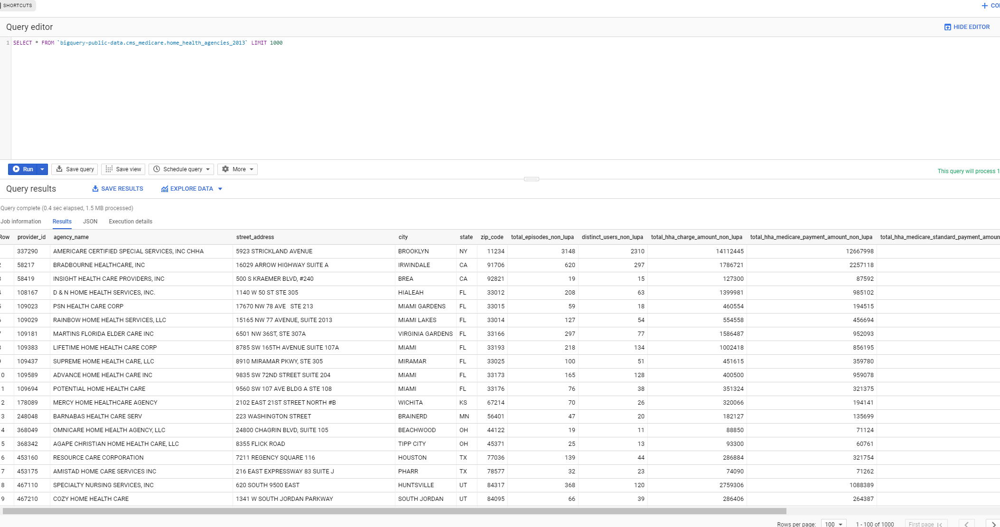 SHORTCUTS
Query editor
HIDE EDITOR
1 SELECT * FROM `bigquery-public-data.cms_medicare.home_health_agencies_2013` LIMIT 1000
Run Save query Save view Schedule query More
This query will process 1
Query results SAVE RESULTS EXPLORE DATA
Query complete (0.4 sec elapsed, 1.5 MB processed)
Job information Results JSON Execution details
Row provider_id agency_name street_address city state zip_code total_episodes_non_lupa distinct_users_non_lupa total_hha_charge_amount_non_lupa total_hha_medicare_payment_amount_non_lupa total_hha_medicare_standard_payment_amoun
337290 AMERICARE CERTIFIED SPECIAL SERVICES, INC CHHA 5923 STRICKLAND AVENUE BROOKLYN NY 11234 3148 2310 14112445 12667998
58217 BRADBOURNE HEALTHCARE, INC 16029 ARROW HIGHWAY SUITE A IRWINDALE CA 91706 620 297 1786721 2257118
58419 INSIGHT HEALTH CARE PROVIDERS, INC 500 S KRAEMER BLVD, #240 BREA CA 92821 19 15 127300 87592
108167 D & N HOME HEALTH SERVICES, INC. 1140 W 50 ST STE 305 HIALEAH FL 33012 208 63 1399981 985102
109023 PSN HEALTH CARE CORP 17670 NW 78 AVE STE 213 MIAMI GARDENS FL 33015 59 18 460554 194515
109029 RAINBOW HOME HEALTH SERVICES, LLC 15165 NW 77 AVENUE, SUITE 2013 MIAMI LAKES FL 33014 127 54 554558 456694
109181 MARTINS FLORIDA ELDER CARE INC 6501 NW 36ST, STE 307A VIRGINIA GARDENS FL 33166 297 77 1586487 952093
109383 LIFETIME HOME HEALTH CARE CORP 8785 SW 165TH AVENUE SUITE 107A MIAMI FL 33193 218 134 1002418 856195
109437 SUPREME HOME HEALTH CARE, LLC 8910 MIRAMAR PKWY, STE 305 MIRAMAR FL 33025 100 51 451615 359780
0 109589 ADVANCE HOME HEALTH CARE INC 9835 SW 72ND STREET SUITE 204 MIAMI FL 33173 165 128 400500 959078
1 109694 POTENTIAL HOME HEALTH CARE 9560 SW 107 AVE BLDG A STE 108 MIAMI FL 33176 76 38 351324 321375
2 178089 MERCY HOME HEALTHCARE AGENCY 2102 EAST 21ST STREET NORTH #B WICHITA KS 67214 70 26 320066 194141
3 248048 BARNABAS HEALTH CARE SERV 223 WASHINGTON STREET BRAINERD MN 56401 47 20 182127 135699
4 368049 OMNICARE HOME HEALTH AGENCY, LLC 24800 CHAGRIN BLVD, SUITE 105 BEACHWOOD OH 44122 19 11 88850 71124
5 368342 AGAPE CHRISTIAN HOME HEALTH CARE, LLC 8355 FLICK ROAD TIPP CITY OH 45371 25 13 93300 60761
6 453160 RESOURCE CARE CORPORATION 7211 REGENCY SQUARE 116 HOUSTON TX 77036 139 44 286884 321754
7 453175 AMISTAD HOME CARE SERVICES INC 216 EAST EXPRESSWAY 83 SUITE J PHARR TX 78577 32 23 74090 71262
8 467110 SPECIALTY NURSING SERVICES, INC 620 SOUTH 9500 EAST HUNTSVILLE UT 84317 368 120 2759306 1088389
9 467210 COZY HOME HEALTH CARE 1341 W SOUTH JORDAN PARKWAY SOUTH JORDAN UT 84095 66 39 286406 264387
Rows per page: 100 1 - 100 of 1000 First page